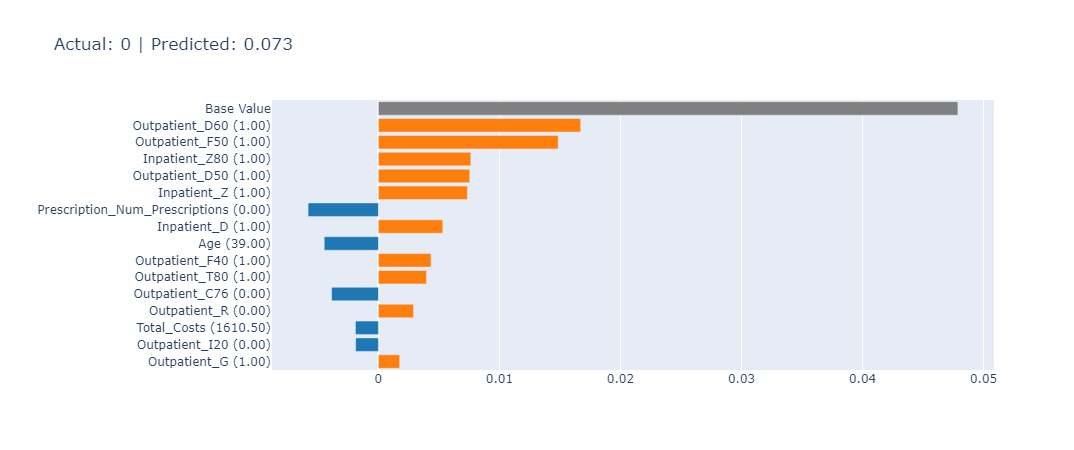 Actual: 0 | Predicted: 0.073
Base Value
Outpatient_D60 (1.00)
Outpatient_F50 (1.00)
Inpatient_Z80 (1.00)
Outpatient_D50 (1.00)
Inpatient_Z (1.00)
Prescription_Num_Prescriptions (0.00)
Inpatient_D (1.00)
Age (39.00)
Outpatient_F40 (1.00)
Outpatient_T80 (1.00)
Outpatient_C76 (0.00)
Outpatient_R (0.00)
Total_Costs (1610.50)
Outpatient_I20 (0.00)
Outpatient_G (1.00)
0 0.01 0.02 0.03 0.04 0.05